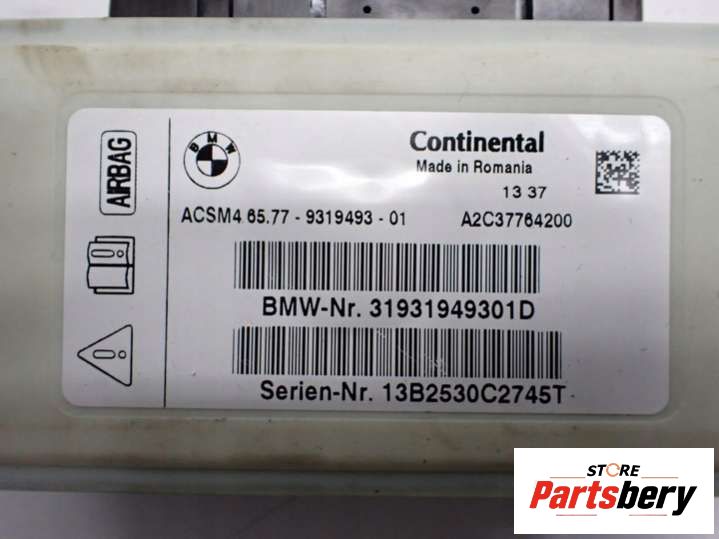 AIRBAG
BMW
Continental
Made in Romania
13 37
ACSM4 65.77 - 9319493 - 01 A2C37764200
BMW-Nr. 31931949301D
Serien-Nr. 13B2530C2745T
STORE
Partsbery